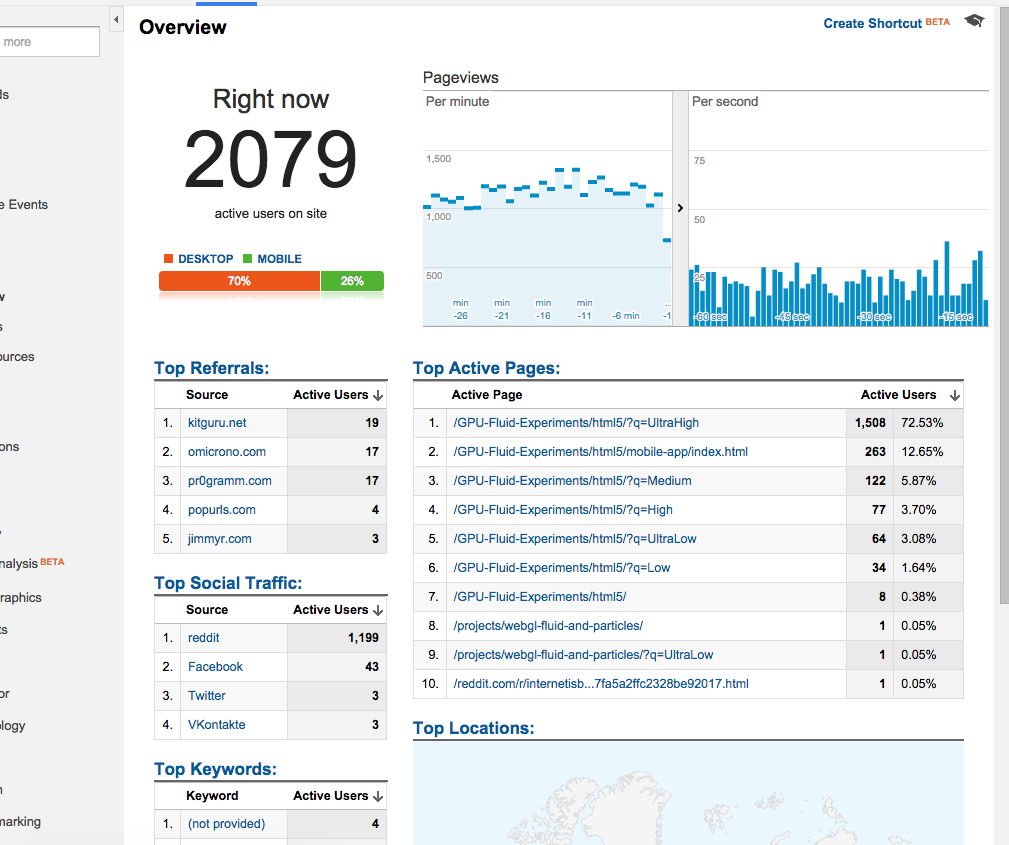 Overview
Create Shortcut BETA
more
ds
e Events
w
s
ources
ons
nalysis BETA
raphics
ts
or
ology
n
marking
Right now
2079
active users on site
DESKTOP MOBILE
70% 26%
Pageviews
Per minute
1,500
1,000
500
min min min min ..
-26 -21 -16 -11 -6 min -1
Per second
75
50
25
-60 sec -45 sec -30 sec -15 sec
Top Referrals:
Source Active Users
1. kitguru.net 19
2. omicrono.com 17
3. pr0gramm.com 17
4. popurls.com 4
5. jimmyr.com 3
Top Social Traffic:
Source Active Users
1. reddit 1,199
2. Facebook 43
3. Twitter 3
4. VKontakte 3
Top Keywords:
Keyword Active Users
1. (not provided) 4
Top Active Pages:
Active Page Active Users
1. /GPU-Fluid-Experiments/html5/?q=UltraHigh 1,508 72.53%
2. /GPU-Fluid-Experiments/html5/mobile-app/index.html 263 12.65%
3. /GPU-Fluid-Experiments/html5/?q=Medium 122 5.87%
4. /GPU-Fluid-Experiments/html5/?q=High 77 3.70%
5. /GPU-Fluid-Experiments/html5/?q=UltraLow 64 3.08%
6. /GPU-Fluid-Experiments/html5/?q=Low 34 1.64%
7. /GPU-Fluid-Experiments/html5/ 8 0.38%
8. /projects/webgl-fluid-and-particles/ 1 0.05%
9. /projects/webgl-fluid-and-particles/?q=UltraLow 1 0.05%
10. /reddit.com/r/internetisb...7fa5a2ffc2328be92017.html 1 0.05%
Top Locations: